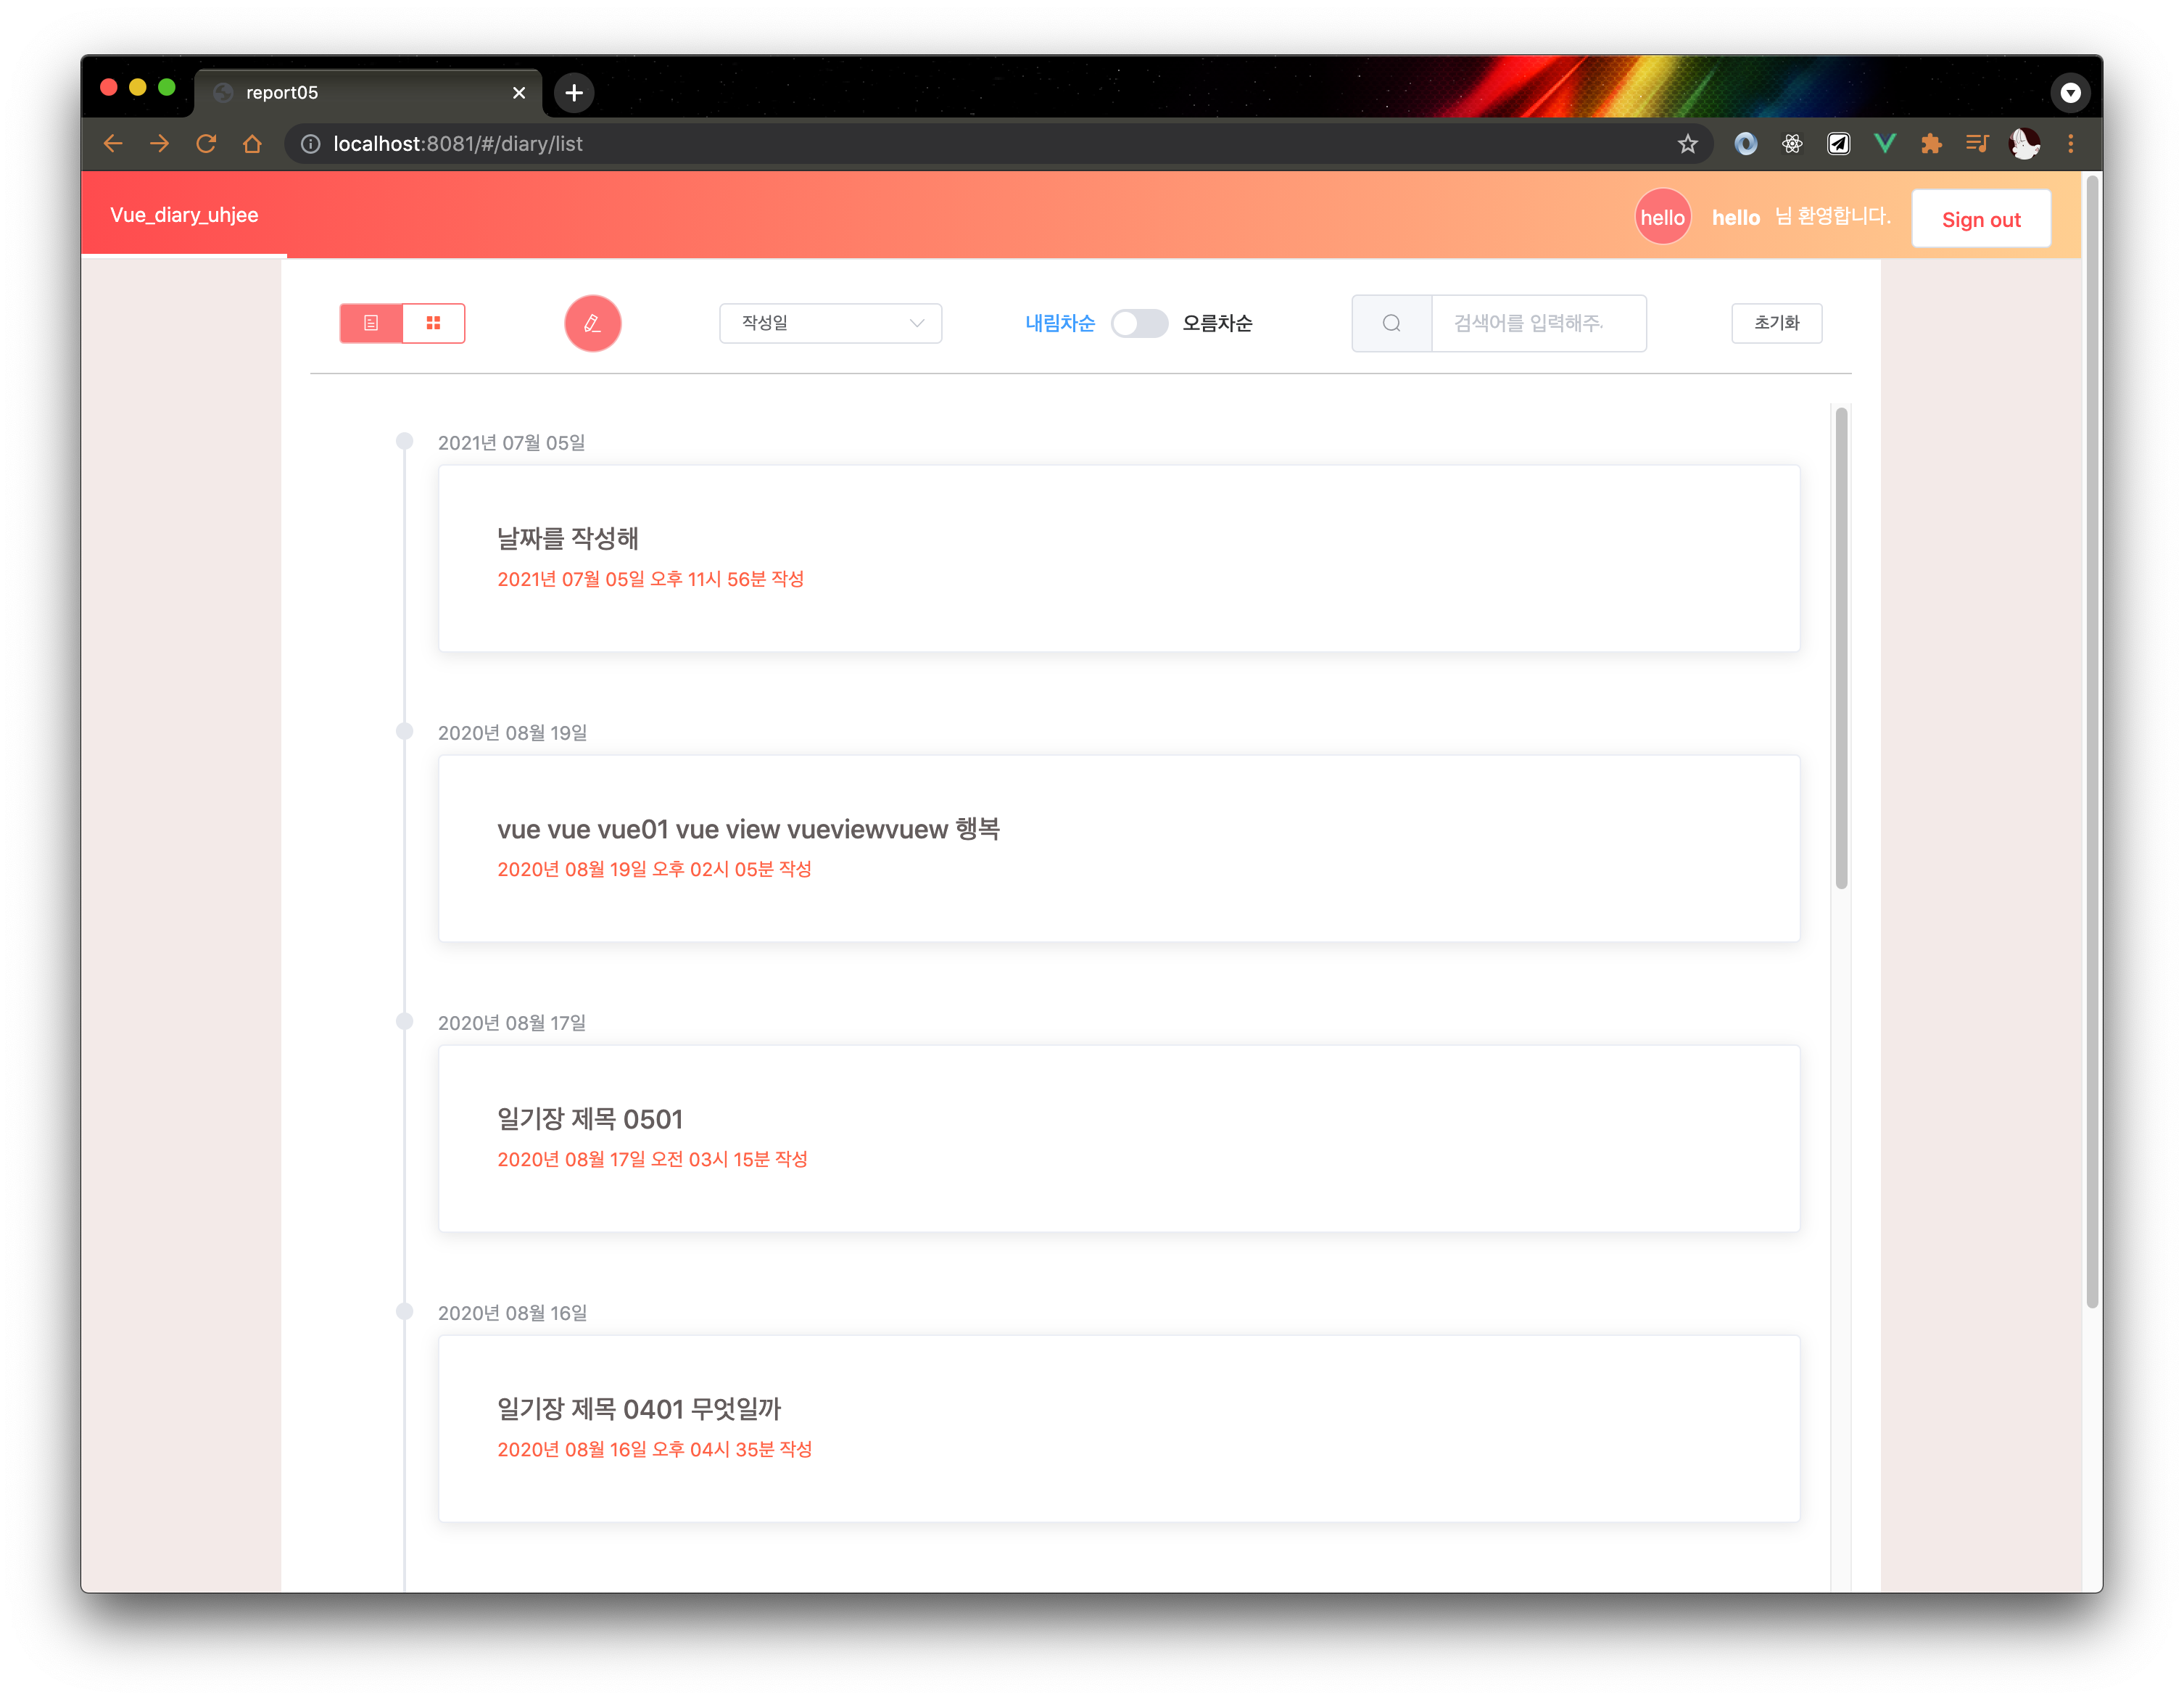 report05
localhost:8081/#/diary/list
Vue_diary_uhjee
hello hello 님 환영합니다. Sign out
작성일 내림차순 오름차순 검색어를 입력해주. 초기화
2021년 07월 05일
날짜를 작성해
2021년 07월 05일 오후 11시 56분 작성
2020년 08월 19일
vue vue vue01 vue view vueviewvuew 행복
2020년 08월 19일 오후 02시 05분 작성
2020년 08월 17일
일기장 제목 0501
2020년 08월 17일 오전 03시 15분 작성
2020년 08월 16일
일기장 제목 0401 무엇일까
2020년 08월 16일 오후 04시 35분 작성